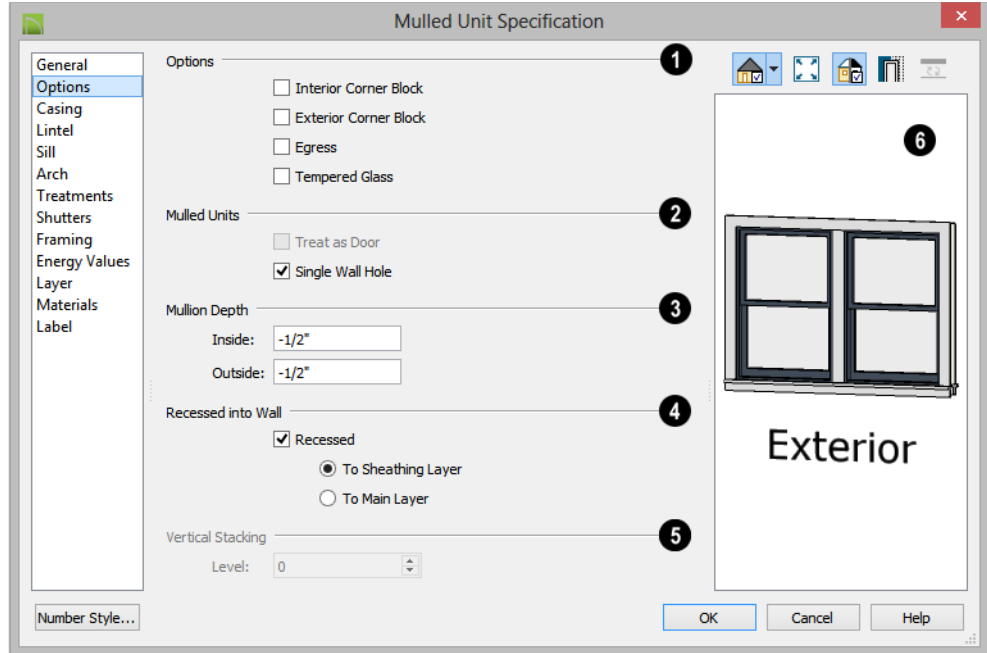 Mulled Unit Specification
General
Options
Casing
Lintel
Sill
Arch
Treatments
Shutters
Framing
Energy Values
Layer
Materials
Label
Number Style...
Options
1
Interior Corner Block
Exterior Corner Block
Egress
Tempered Glass
Mulled Units
2
Treat as Door
Single Wall Hole
Mullion Depth
3
Inside: -1/2"
Outside: -1/2"
Recessed into Wall
4
Recessed
To Sheathing Layer
To Main Layer
Vertical Stacking
5
Level: 0
6
Exterior
OK Cancel Help